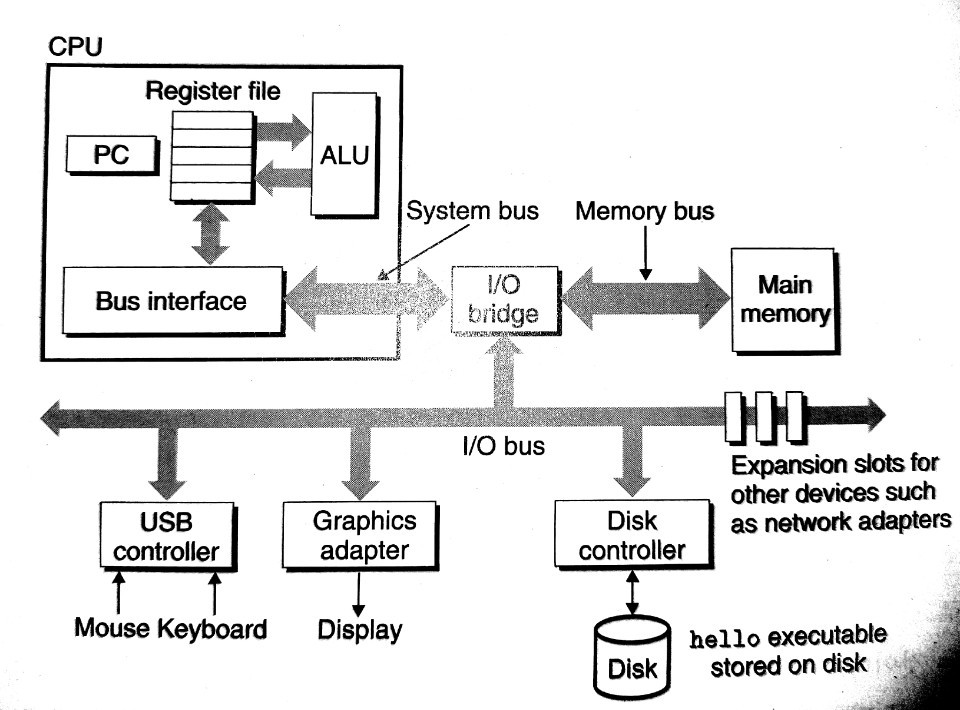 CPU
Register file
PC
ALU
System bus
Memory bus
Bus interface
I/O
bridge
Main
memory
I/O bus
Expansion slots for
other devices such
as network adapters
USB
controller
Graphics
adapter
Disk
controller
Mouse Keyboard
Display
Disk
hello executable
stored on disk